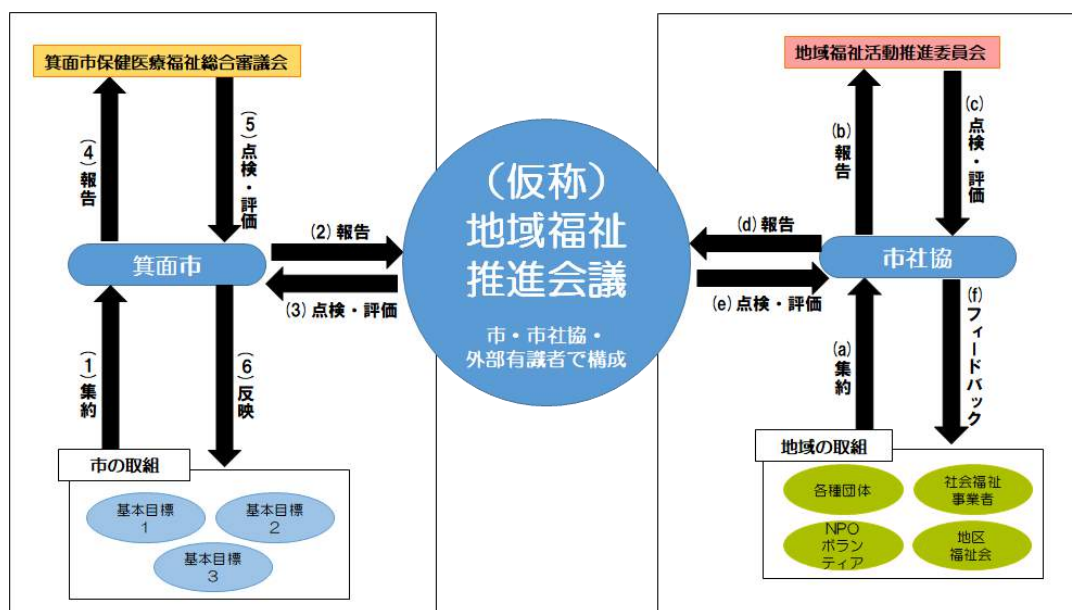 箕面市保健医療福祉総合審議会
(4)報告
(5)点検・評価
箕面市
(2)報告
(3)点検・評価
(1)集約
(6)反映
市の取組
基本目標
1
基本目標
2
基本目標
3
(仮称)
地域福祉
推進会議
市・市社協・
外部有識者で構成
地域福祉活動推進委員会
(b)報告
(c)点検・評価
(d)報告
市社協
(e)点検・評価
(a)集約
(f)フィードバック
地域の取組
各種団体
社会福祉
事業者
NPO
ボラン
ティア
地区
福祉会